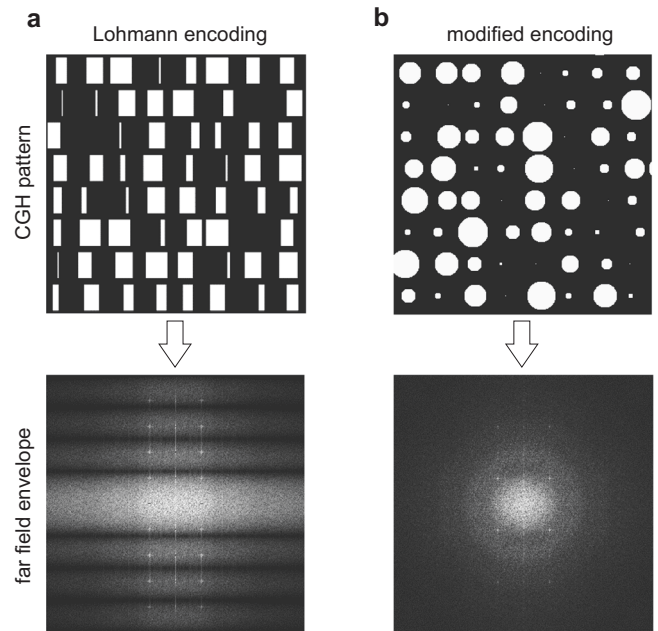 a
b
Lohmann encoding
modified encoding
CGH pattern
far field envelope